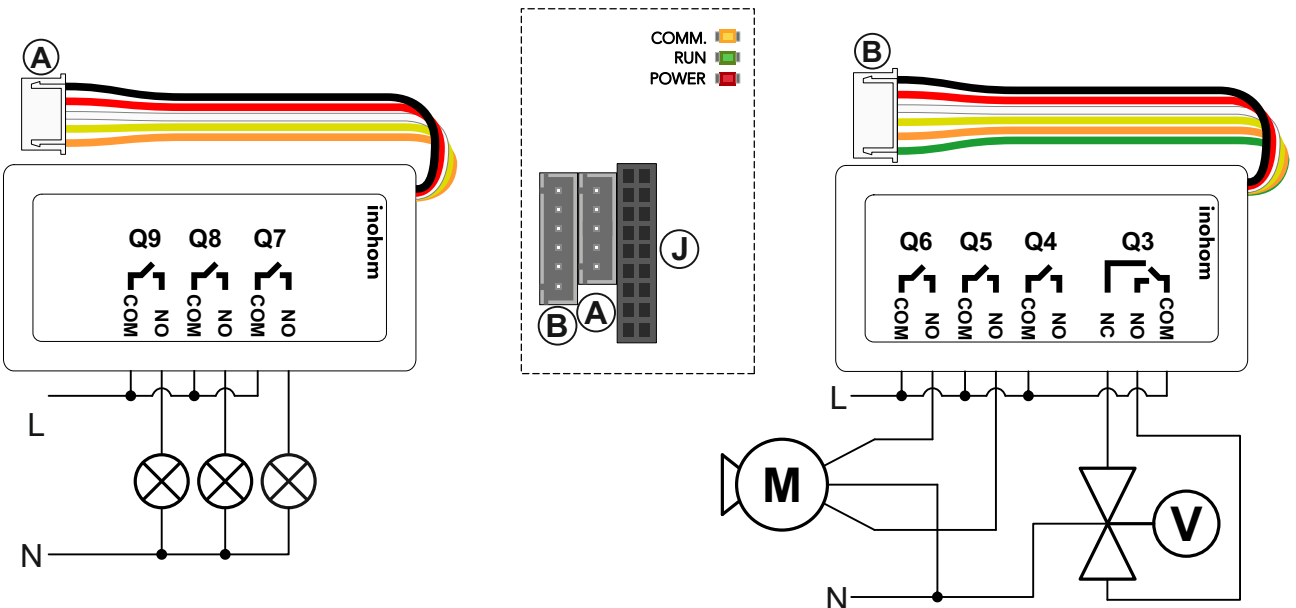 A
Q9 Q8 Q7
COM NO COM NO COM NO
inohom
L
N
COMM.
RUN
POWER
J
B A
B
Q6 Q5 Q4 Q3
COM NO COM NO COM NO NC NO COM
inohom
L
M
V
N